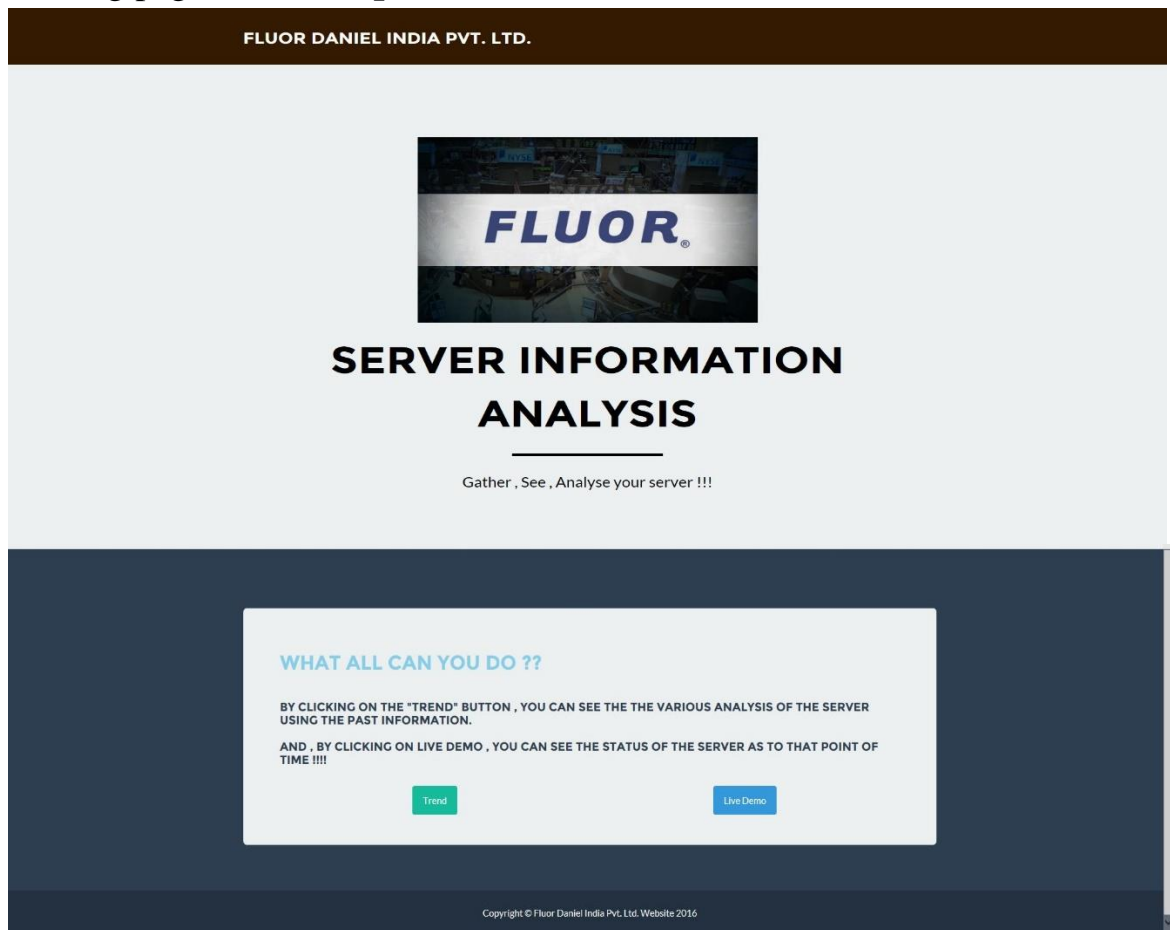 FLUOR DANIEL INDIA PVT. LTD.
NYSE
NYSE
FLUOR®
SERVER INFORMATION
ANALYSIS
Gather , See , Analyse your server !!!
WHAT ALL CAN YOU DO ??
BY CLICKING ON THE "TREND" BUTTON , YOU CAN SEE THE THE VARIOUS ANALYSIS OF THE SERVER
USING THE PAST INFORMATION.
AND , BY CLICKING ON LIVE DEMO , YOU CAN SEE THE STATUS OF THE SERVER AS TO THAT POINT OF
TIME !!!!
Trend
Live Demo
Copyright © Fluor Daniel India Pvt. Ltd. Website 2016